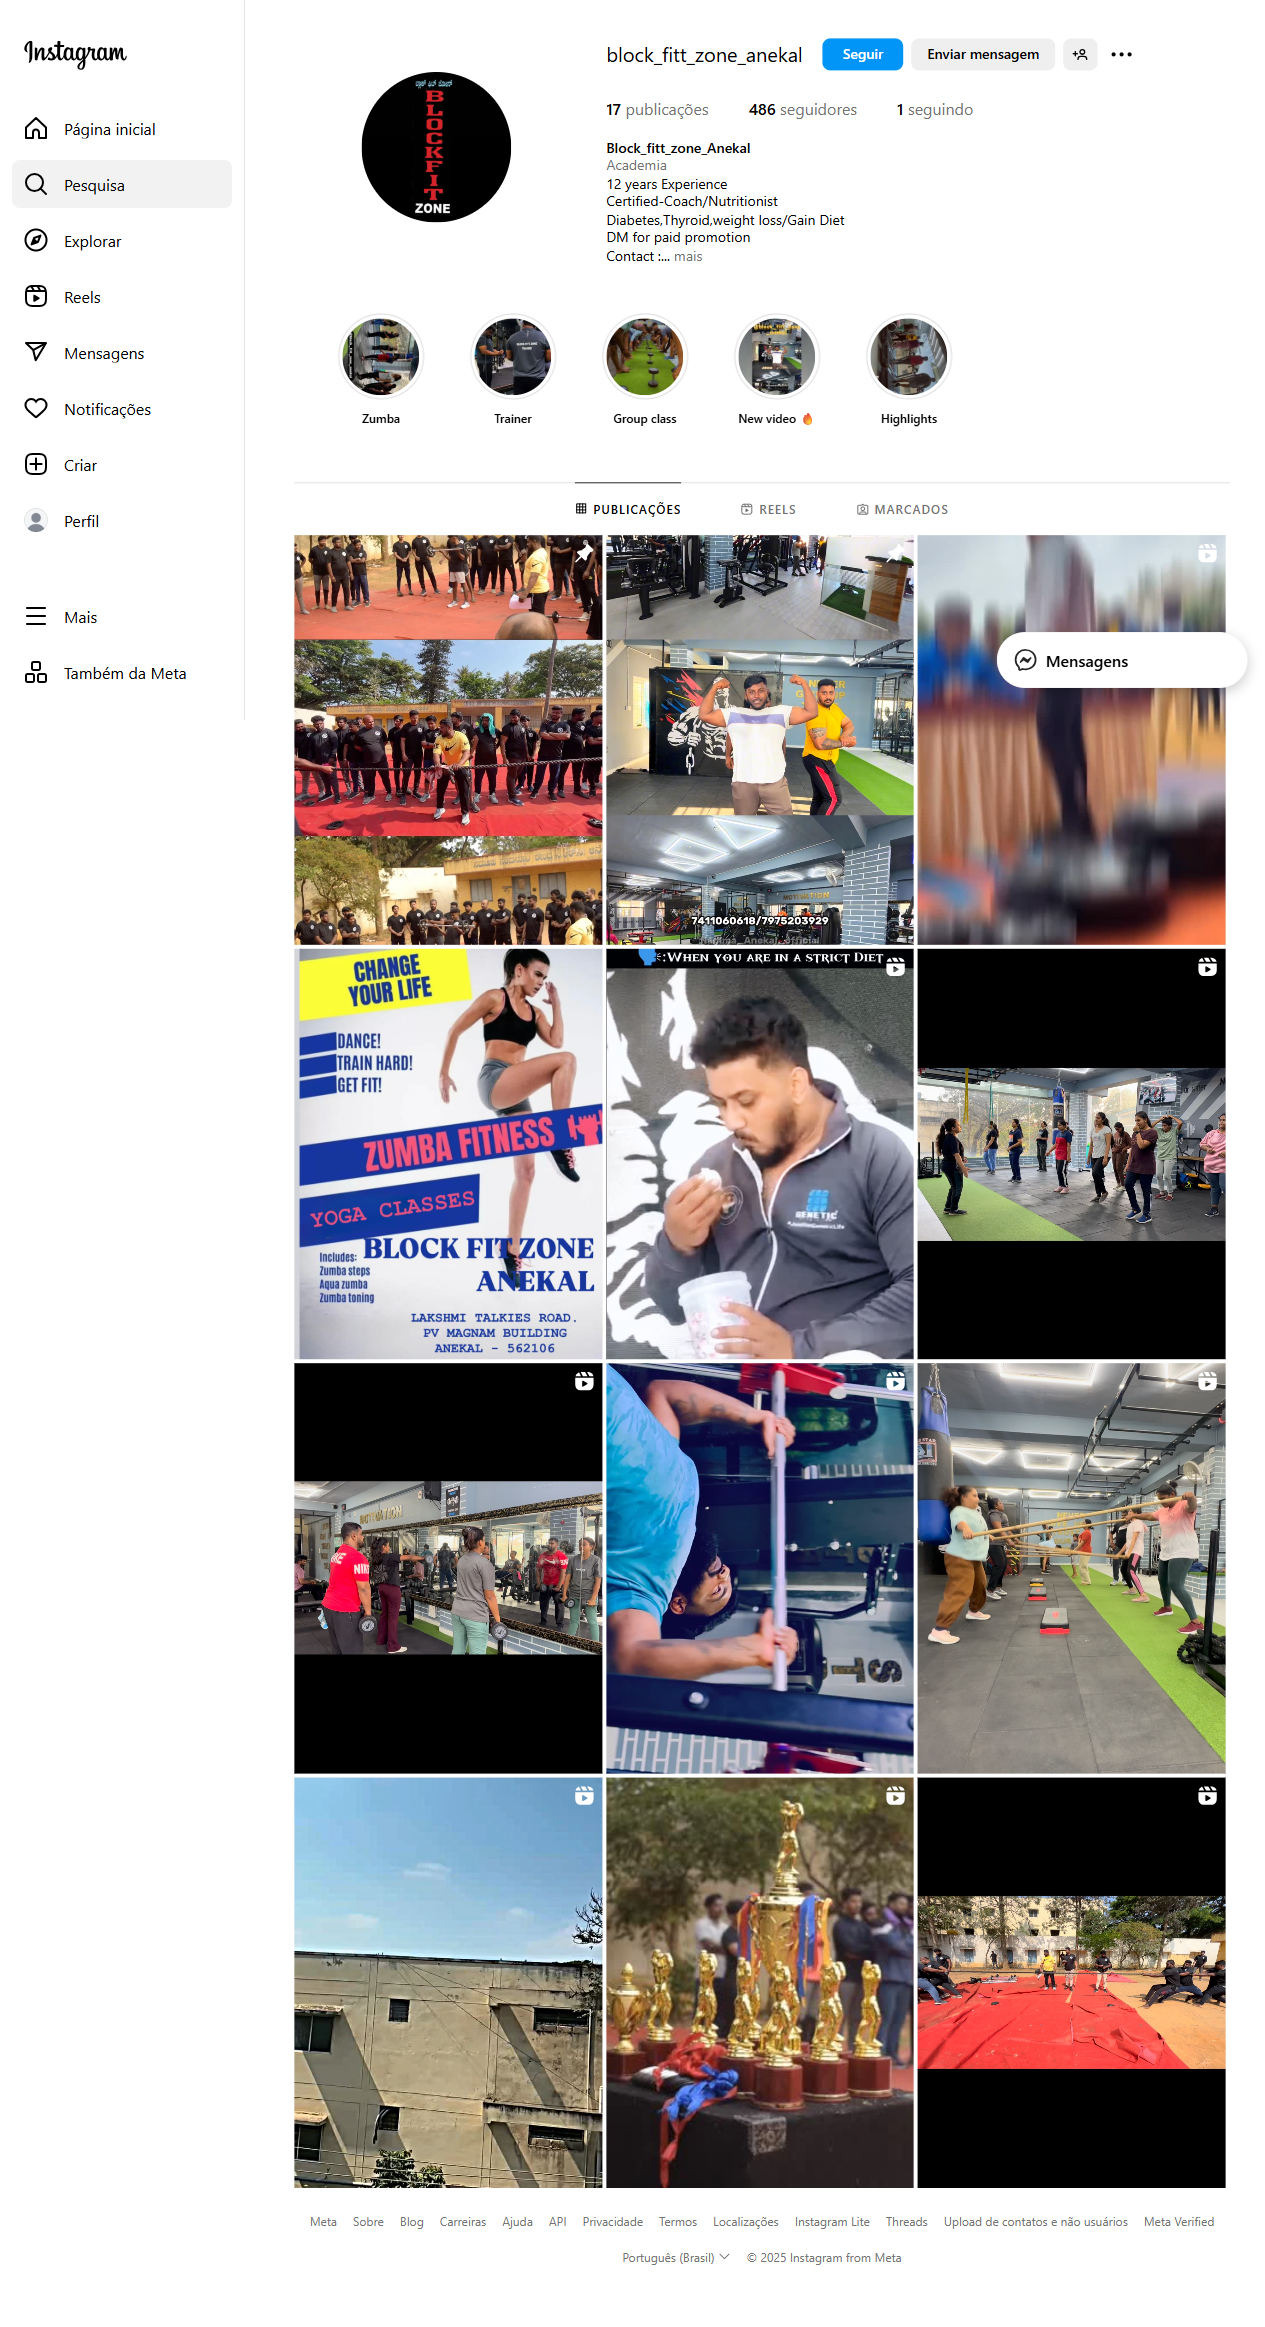 Instagram
Página inicial
Pesquisa
Explorar
Reels
Mensagens
Notificações
Criar
Perfil
Mais
Também da Meta
block_fitt_zone_anekal
Seguir
Enviar mensagem
17 publicações
486 seguidores
1 seguindo
Block_fitt_zone_Anekal
Academia
12 years Experience
Certified-Coach/Nutritionist
Diabetes,Thyroid,weight loss/Gain Diet
DM for paid promotion
Contact :... mais
BLOCKFIT
ZONE
Zumba
Trainer
Group class
New video 🔥
Highlights
PUBLICAÇÕES
REELS
MARCADOS
Mensagens
MOTIVATION
7411060618/7975203929
CHANGE
YOUR LIFE
DANCE!
TRAIN HARD!
GET FIT!
ZUMBA FITNESS
YOGA CLASSES
BLOCK FIT ZONE
ANEKAL
Includes:
Zumba steps
Aqua zumba
Zumba toning
LAKSHMI TALKIES ROAD.
PV MAGNAM BUILDING
ANEKAL - 562106
🗣️:WHEN YOU ARE IN A STRICT DIET
GENETIC
Meta
Sobre
Blog
Carreiras
Ajuda
API
Privacidade
Termos
Localizações
Instagram Lite
Threads
Upload de contatos e não usuários
Meta Verified
Português (Brasil)
© 2025 Instagram from Meta